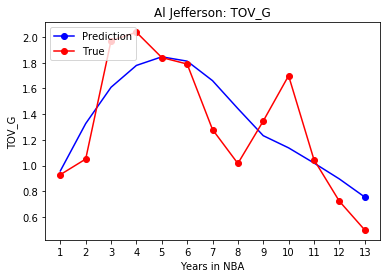 Al Jefferson: TOV_G
Prediction
True
TOV_G
2.0
1.8
1.6
1.4
1.2
1.0
0.8
0.6
1 2 3 4 5 6 7 8 9 10 11 12 13
Years in NBA